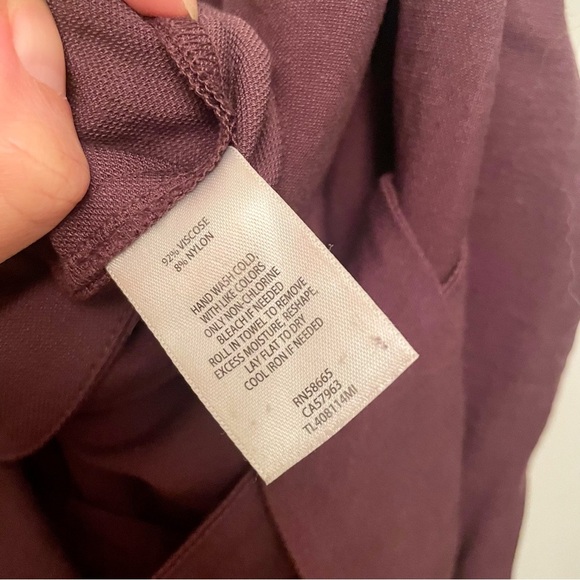 92% VISCOSE
8% NYLON
HAND WASH COLD,
WITH LIKE COLORS
ONLY NON-CHLORINE
BLEACH IF NEEDED
ROLL IN TOWEL TO REMOVE
EXCESS MOISTURE, RESHAPE,
LAY FLAT TO DRY
COOL IRON IF NEEDED
RN58665
CA57963
TL408114MI